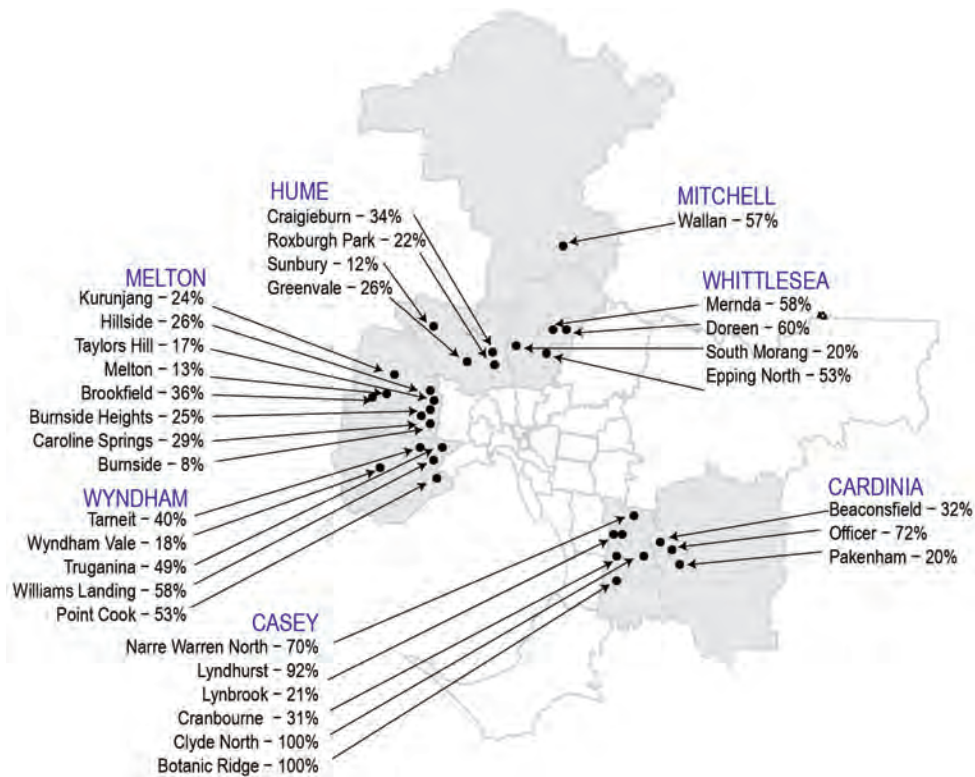 HUME
Craigieburn – 34%
Roxburgh Park – 22%
Sunbury – 12%
Greenvale – 26%
MITCHELL
Wallan – 57%
MELTON
Kurunjang – 24%
Hillside – 26%
Taylors Hill – 17%
Melton – 13%
Brookfield – 36%
Burnside Heights – 25%
Caroline Springs – 29%
Burnside – 8%
WHITTLESEA
Mernda – 58%
Doreen – 60%
South Morang – 20%
Epping North – 53%
WYNDHAM
Tarneit – 40%
Wyndham Vale – 18%
Truganina – 49%
Williams Landing – 58%
Point Cook – 53%
CARDINIA
Beaconsfield – 32%
Officer – 72%
Pakenham – 20%
CASEY
Narre Warren North – 70%
Lyndhurst – 92%
Lynbrook – 21%
Cranbourne – 31%
Clyde North – 100%
Botanic Ridge – 100%